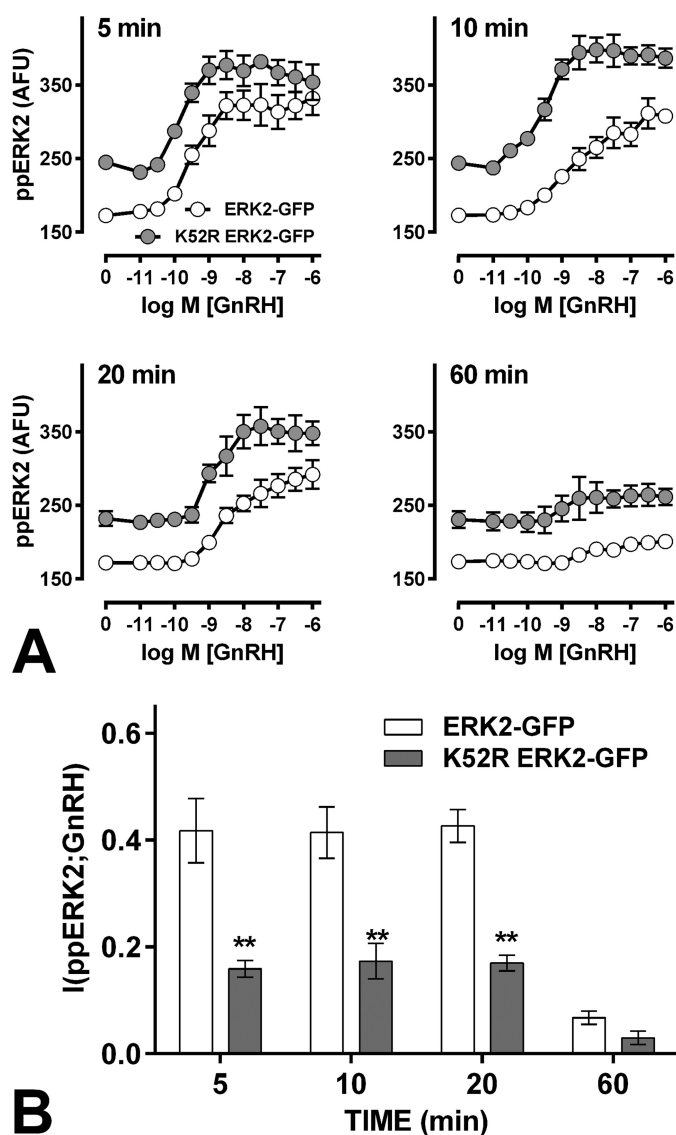 5 min
10 min
ppERK2 (AFU)
350
250
150
ERK2-GFP
K52R ERK2-GFP
0 -11 -10 -9 -8 -7 -6
log M [GnRH]
ppERK2 (AFU)
350
250
150
0 -11 -10 -9 -8 -7 -6
log M [GnRH]
20 min
60 min
ppERK2 (AFU)
350
250
150
0 -11 -10 -9 -8 -7 -6
log M [GnRH]
ppERK2 (AFU)
350
250
150
0 -11 -10 -9 -8 -7 -6
log M [GnRH]
A
I(ppERK2;GnRH)
0.6
0.4
0.2
0.0
ERK2-GFP
K52R ERK2-GFP
** ** **
5 10 20 60
TIME (min)
B